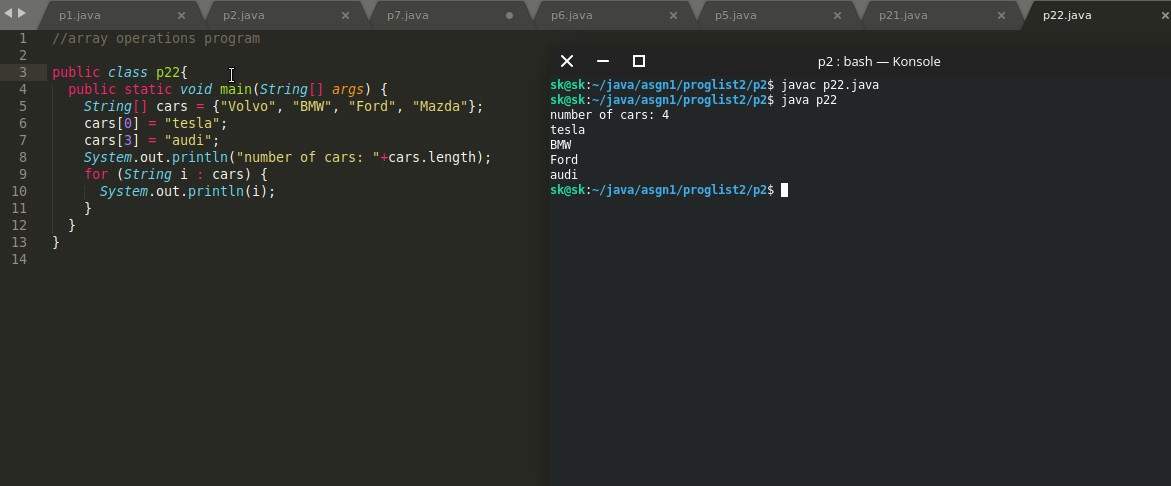 p1.java × p2.java × p7.java p6.java × p5.java × p21.java × p22.java ×
1 //array operations program
2
3 public class p22{
4 public static void main(String[] args) {
5 String[] cars = {"Volvo", "BMW", "Ford", "Mazda"};
6 cars[0] = "tesla";
7 cars[3] = "audi";
8 System.out.println("number of cars: "+cars.length);
9 for (String i : cars) {
10 System.out.println(i);
11 }
12 }
13 }
14
p2 : bash — Konsole
sk@sk:~/java/asgn1/proglist2/p2$ javac p22.java
sk@sk:~/java/asgn1/proglist2/p2$ java p22
number of cars: 4
tesla
BMW
Ford
audi
sk@sk:~/java/asgn1/proglist2/p2$